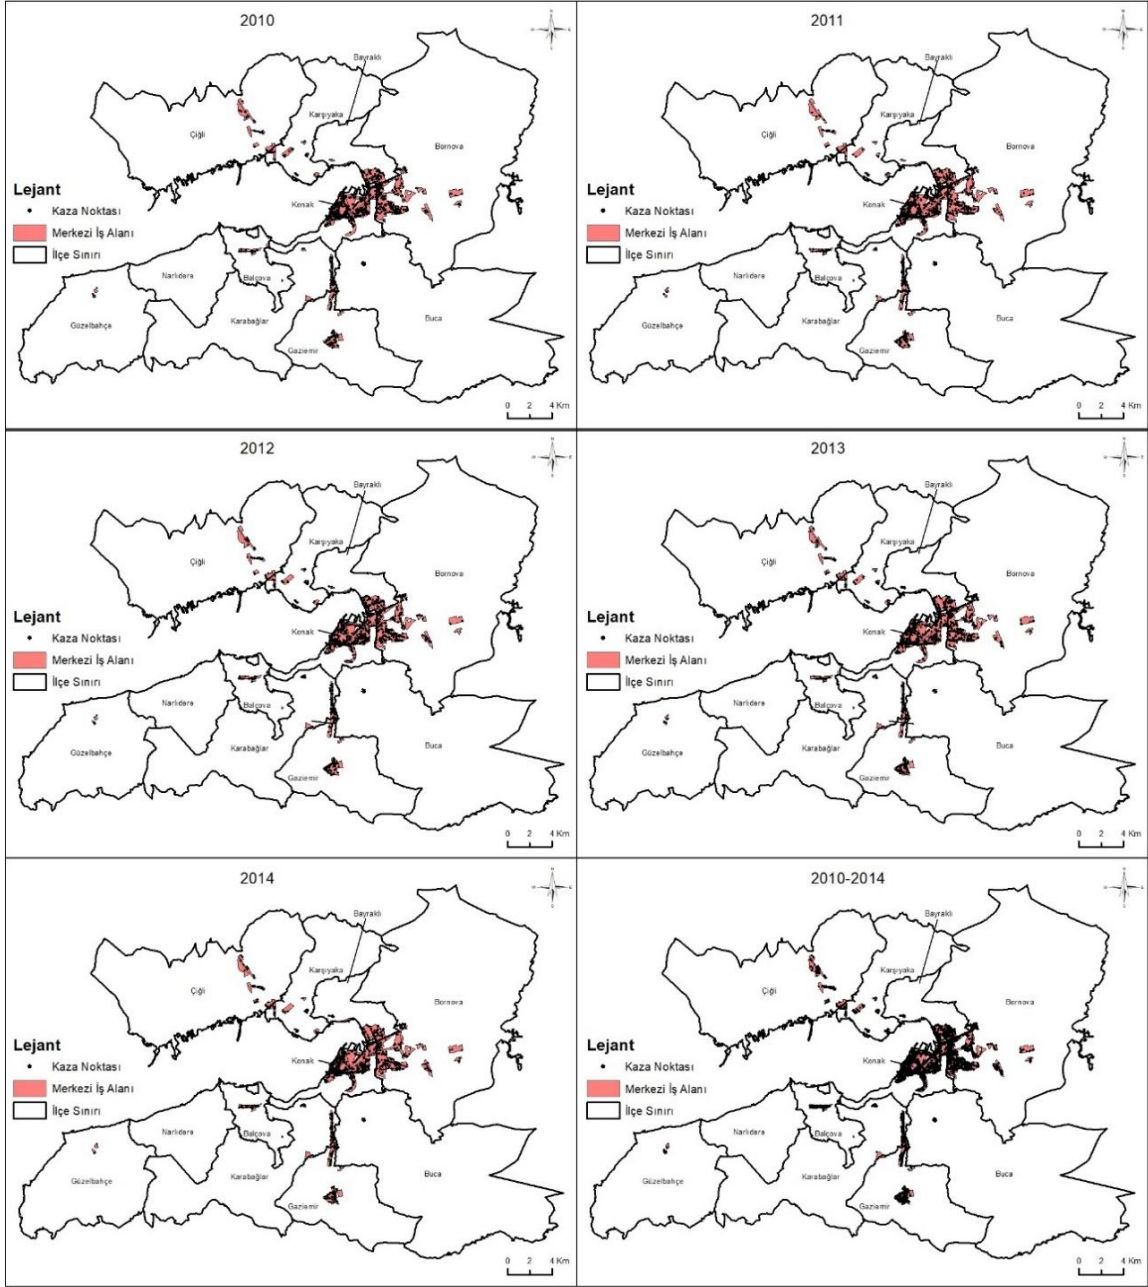 2010
Bayraklı
Karşıyaka
Çiğli
Bornova
Lejant
Kaza Noktası
Konak
Merkezi İş Alanı
İlçe Sınırı
Narlıdere
Balçova
Güzelbahçe
Karabağlar
Buca
Gaziemir
0 2 4 Km
2011
Bayraklı
Karşıyaka
Çiğli
Bornova
Lejant
Kaza Noktası
Konak
Merkezi İş Alanı
İlçe Sınırı
Narlıdere
Balçova
Güzelbahçe
Karabağlar
Buca
Gaziemir
0 2 4 Km
2012
Bayraklı
Karşıyaka
Çiğli
Bornova
Lejant
Kaza Noktası
Konak
Merkezi İş Alanı
İlçe Sınırı
Narlıdere
Balçova
Güzelbahçe
Karabağlar
Buca
Gaziemir
0 2 4 Km
2013
Bayraklı
Karşıyaka
Çiğli
Bornova
Lejant
Kaza Noktası
Konak
Merkezi İş Alanı
İlçe Sınırı
Narlıdere
Balçova
Güzelbahçe
Karabağlar
Buca
Gaziemir
0 2 4 Km
2014
Bayraklı
Karşıyaka
Çiğli
Bornova
Lejant
Kaza Noktası
Konak
Merkezi İş Alanı
İlçe Sınırı
Narlıdere
Balçova
Güzelbahçe
Karabağlar
Buca
Gaziemir
0 2 4 Km
2010-2014
Bayraklı
Karşıyaka
Çiğli
Bornova
Lejant
Kaza Noktası
Konak
Merkezi İş Alanı
İlçe Sınırı
Narlıdere
Balçova
Güzelbahçe
Karabağlar
Buca
Gaziemir
0 2 4 Km